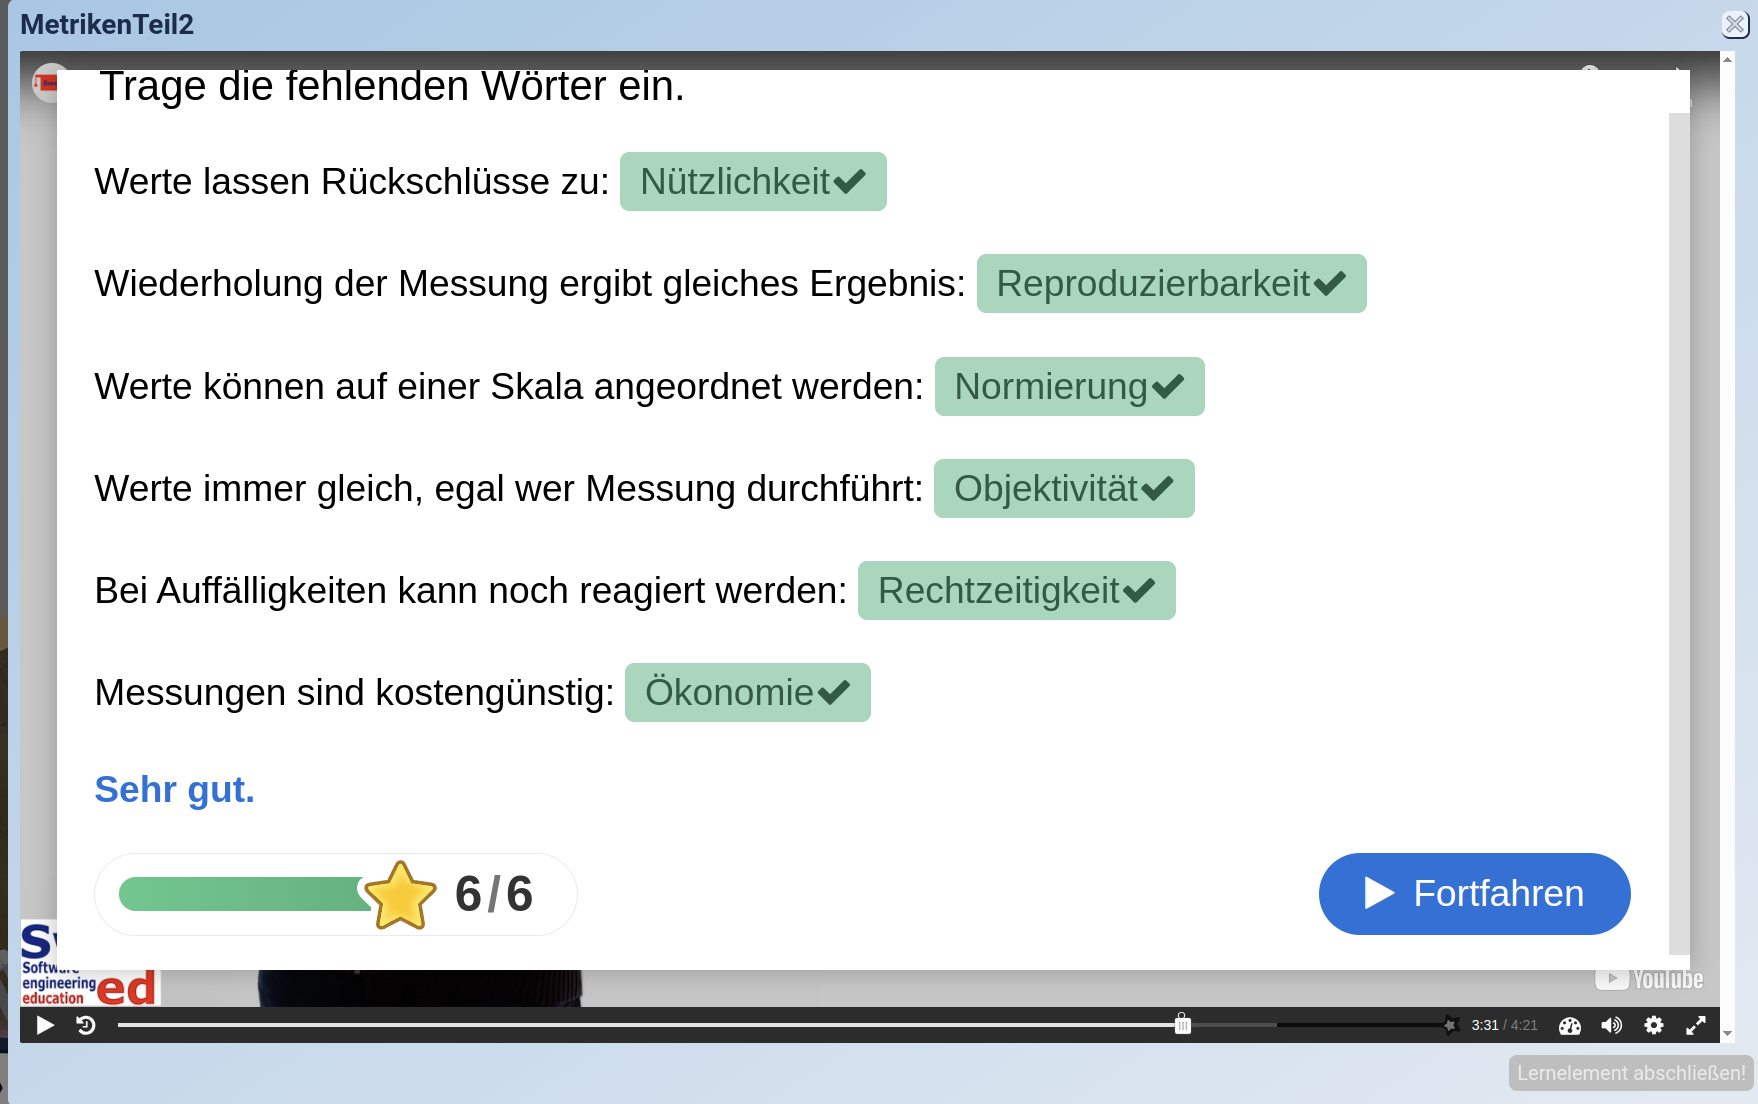 MetrikenTeil2
Trage die fehlenden Wörter ein.
Werte lassen Rückschlüsse zu: Nützlichkeit
Wiederholung der Messung ergibt gleiches Ergebnis: Reproduzierbarkeit
Werte können auf einer Skala angeordnet werden: Normierung
Werte immer gleich, egal wer Messung durchführt: Objektivität
Bei Auffälligkeiten kann noch reagiert werden: Rechtzeitigkeit
Messungen sind kostengünstig: Ökonomie
Sehr gut.
6/6
Fortfahren
Software
engineering
education
ed
YouTube
3:31 / 4:21
Lernelement abschließen!